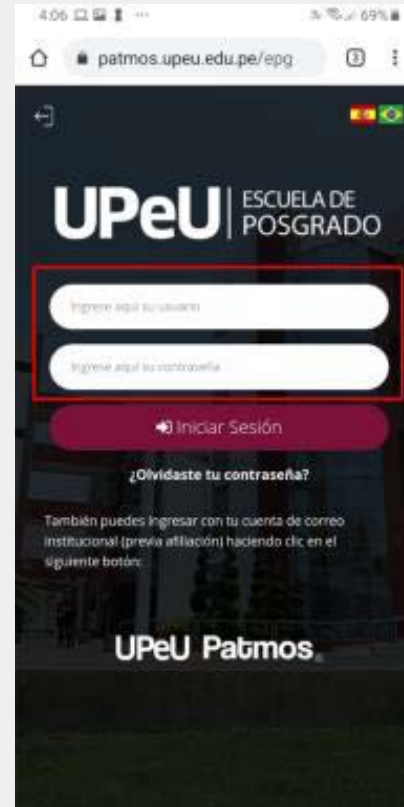 4:06
69%
patmos.upeu.edu.pe/epg
3
UPeU
ESCUELA DE
POSGRADO
Ingrese aquí su usuario
Ingrese aquí su contraseña
Iniciar Sesión
¿Olvidaste tu contraseña?
También puedes ingresar con tu cuenta de correo
institucional (previa afiliación) haciendo clic en el
siguiente botón:
UPeU Patmos